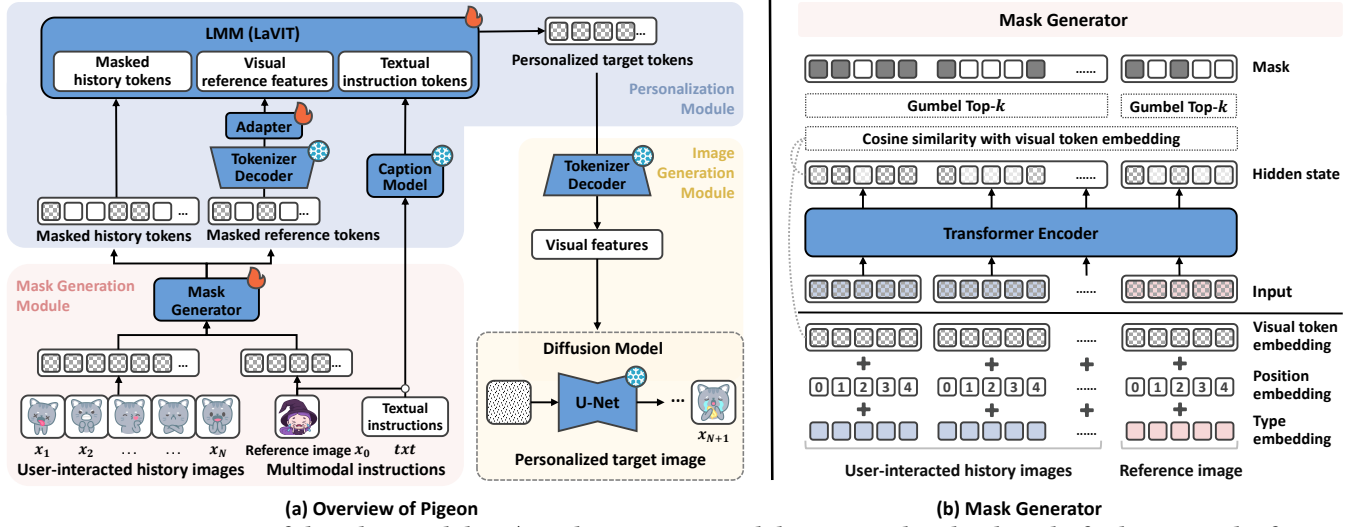 LMM (LaVIT)
Masked history tokens
Visual reference features
Textual instruction tokens
...
Personalized target tokens
Personalization Module
Adapter
Tokenizer Decoder
Caption Model
...
...
Masked history tokens
Masked reference tokens
Mask Generation Module
Mask Generator
...
...
Textual instructions
x1 x2 ... ... xN
Reference image x0 txt
User-interacted history images
Multimodal instructions
Image Generation Module
Tokenizer Decoder
Visual features
Diffusion Model
U-Net
...
xN+1
Personalized target image
(a) Overview of Pigeon
Mask Generator
...... Mask
Gumbel Top-k Gumbel Top-k
Cosine similarity with visual token embedding
...... Hidden state
Transformer Encoder
...... Input
...... Visual token embedding
+ + + +
0 1 2 3 4 0 1 2 3 4 ...... 0 1 2 3 4 Position embedding
+ + + +
...... Type embedding
User-interacted history images Reference image
(b) Mask Generator